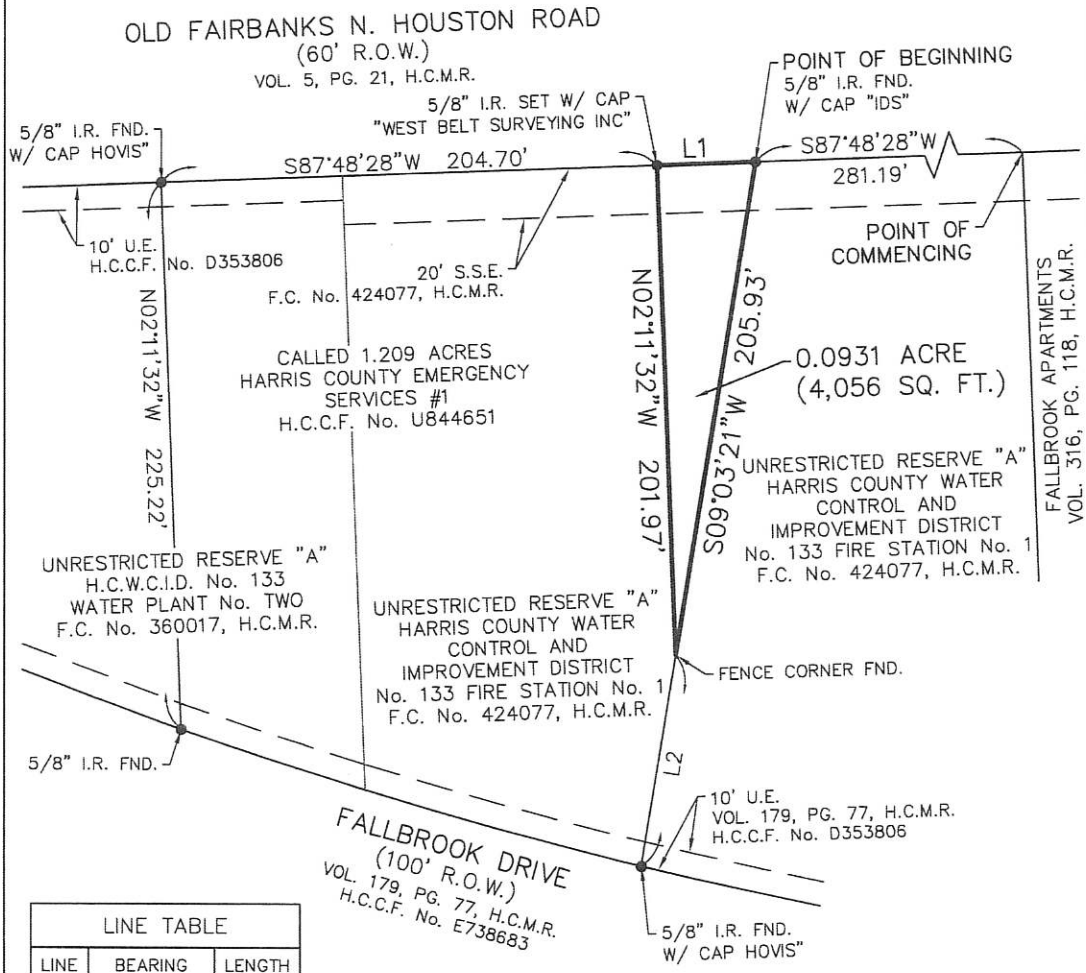 OLD FAIRBANKS N. HOUSTON ROAD
(60' R.O.W.)
VOL. 5, PG. 21, H.C.M.R.
POINT OF BEGINNING
5/8" I.R. FND.
W/ CAP "IDS"
5/8" I.R. SET W/ CAP
"WEST BELT SURVEYING INC"
5/8" I.R. FND.
W/ CAP HOVIS"
S87°48'28"W 204.70'
L1
S87°48'28"W
281.19'
POINT OF
COMMENCING
10' U.E.
H.C.C.F. No. D353806
20' S.S.E.
F.C. No. 424077, H.C.M.R.
N02°11'32"W 225.22'
CALLED 1.209 ACRES
HARRIS COUNTY EMERGENCY
SERVICES #1
H.C.C.F. No. U844651
N02°11'32"W 201.97'
S09°03'21"W 205.93'
0.0931 ACRE
(4,056 SQ. FT.)
FALLBROOK APARTMENTS
VOL. 316, PG. 118, H.C.M.R.
UNRESTRICTED RESERVE "A"
HARRIS COUNTY WATER
CONTROL AND
IMPROVEMENT DISTRICT
No. 133 FIRE STATION No. 1
F.C. No. 424077, H.C.M.R.
UNRESTRICTED RESERVE "A"
H.C.W.C.I.D. No. 133
WATER PLANT No. TWO
F.C. No. 360017, H.C.M.R.
UNRESTRICTED RESERVE "A"
HARRIS COUNTY WATER
CONTROL AND
IMPROVEMENT DISTRICT
No. 133 FIRE STATION No. 1
F.C. No. 424077, H.C.M.R.
FENCE CORNER FND.
5/8" I.R. FND.
L2
10' U.E.
VOL. 179, PG. 77, H.C.M.R.
H.C.C.F. No. D353806
FALLBROOK DRIVE
(100' R.O.W.)
VOL. 179, PG. 77, H.C.M.R.
H.C.C.F. No. E738683
5/8" I.R. FND.
W/ CAP HOVIS"
LINE TABLE
LINE BEARING LENGTH